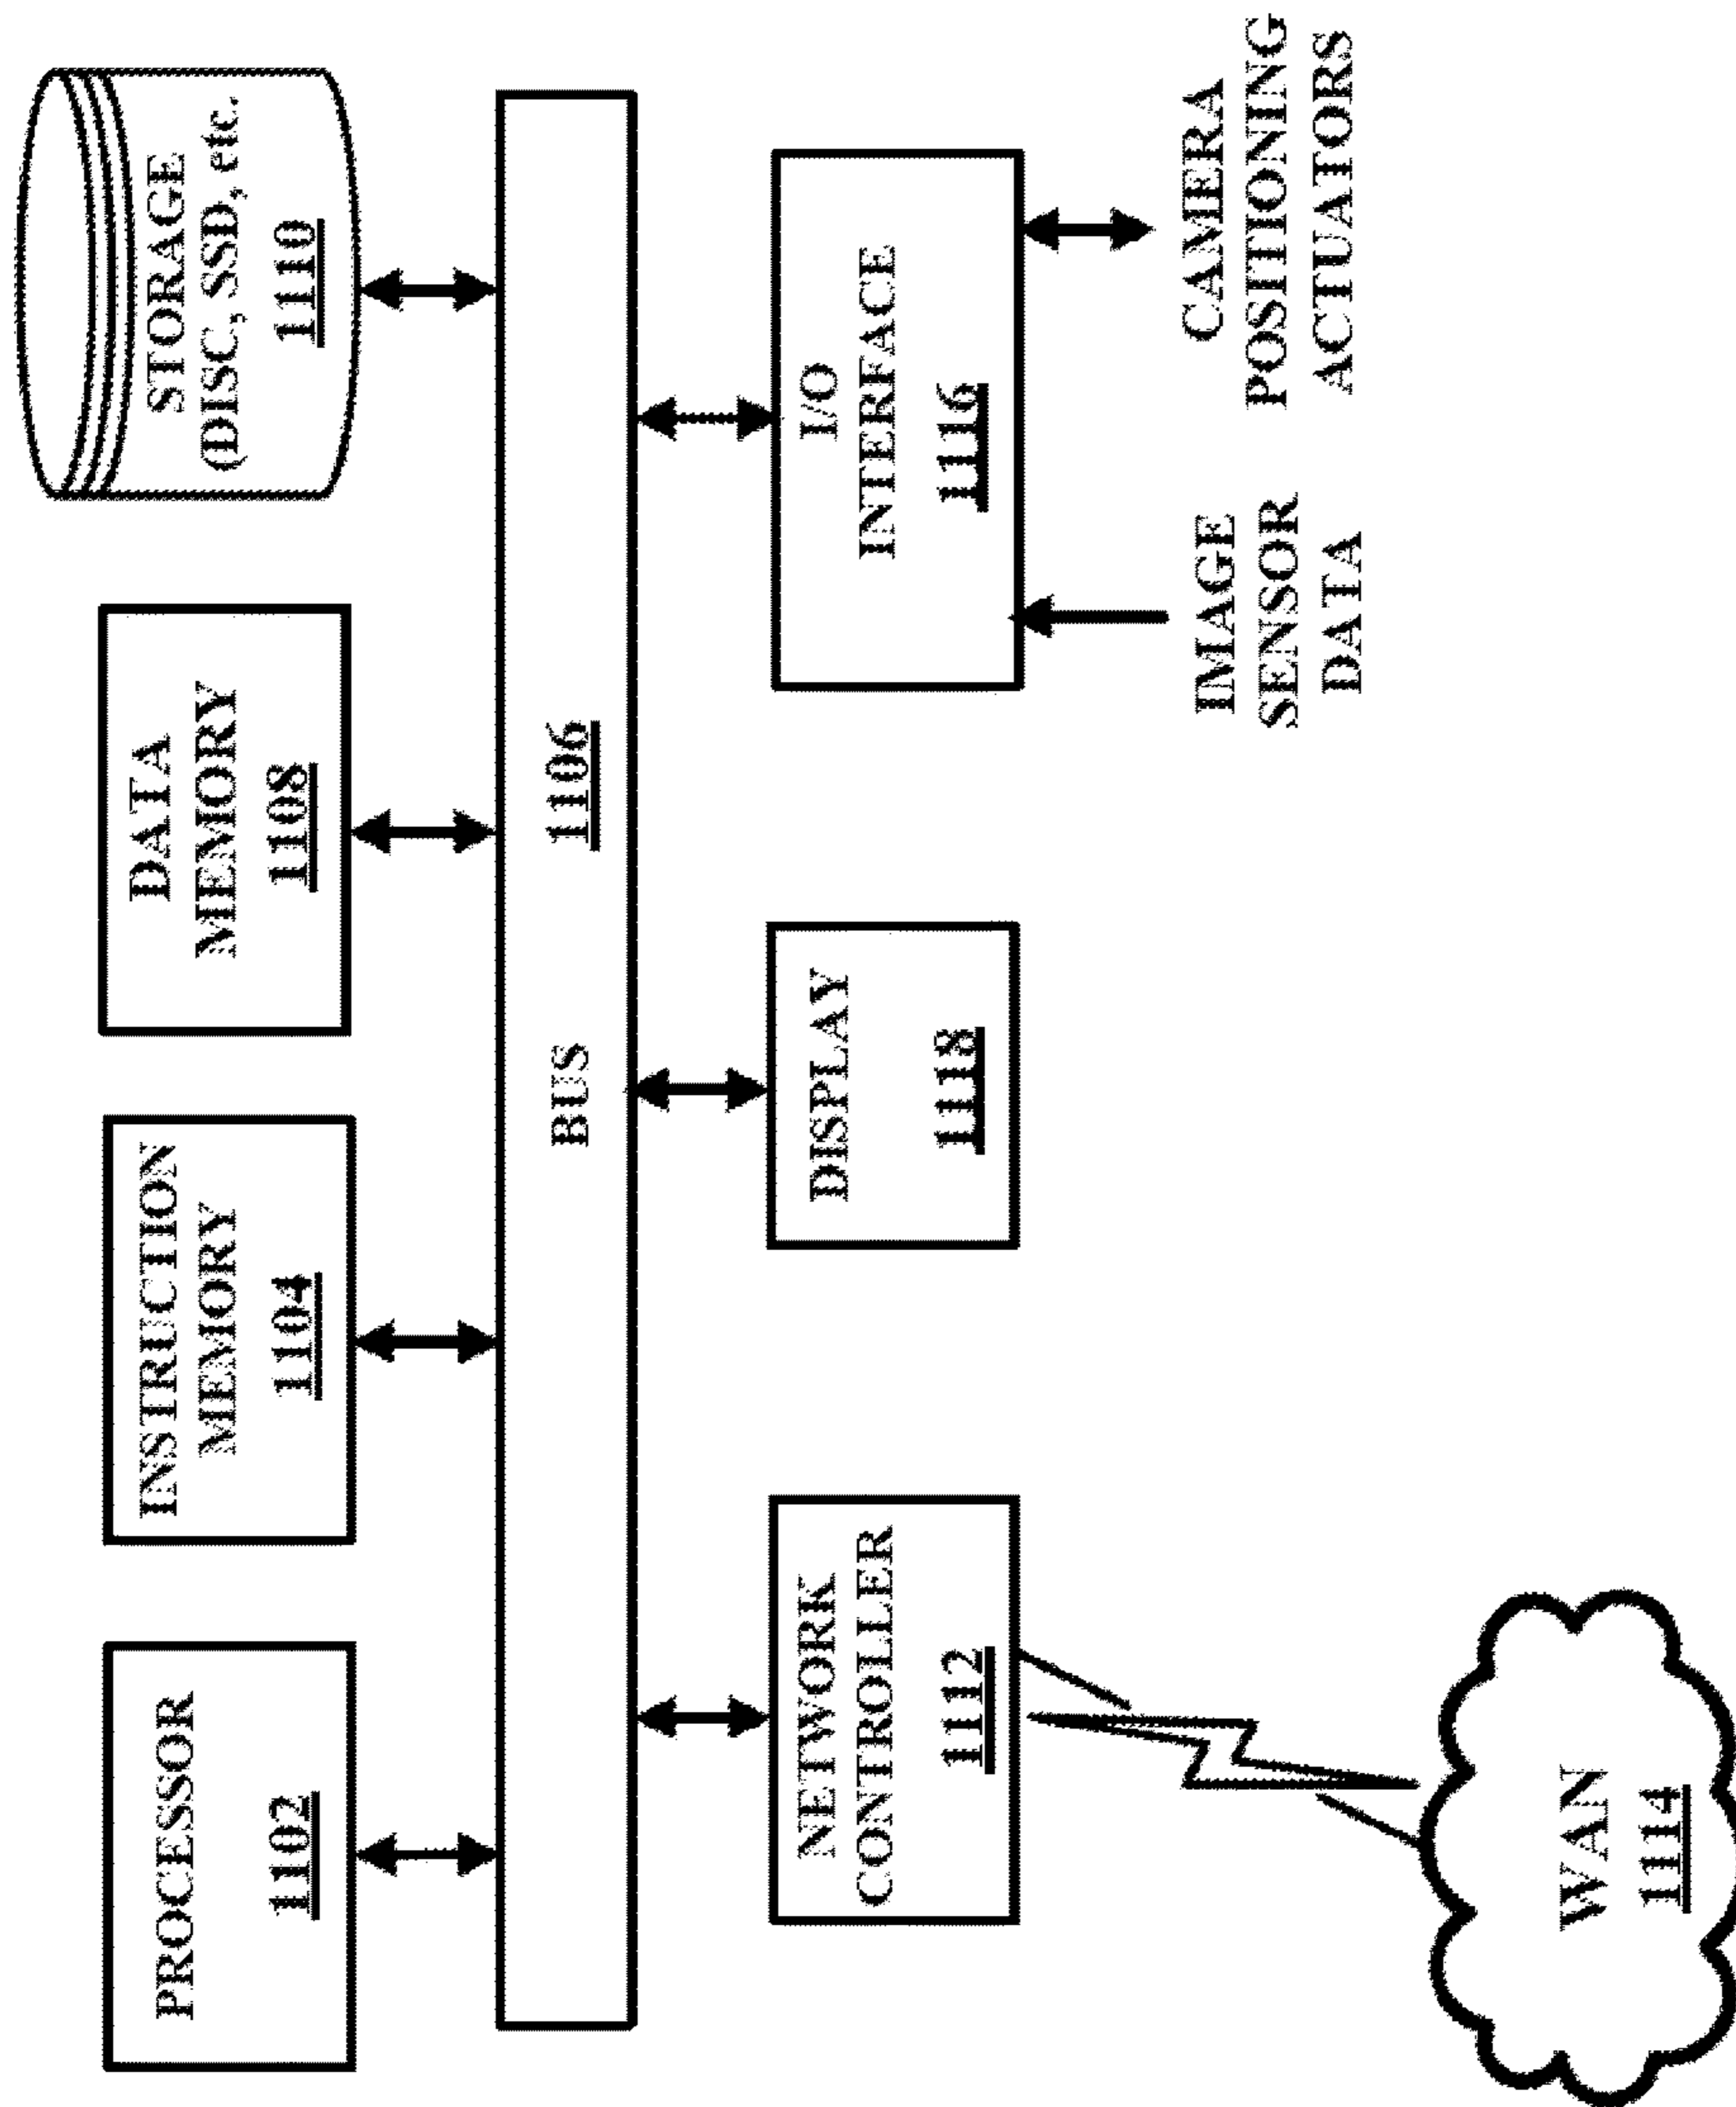 PROCESSOR
1102
INSTRUCTION
MEMORY
1104
DATA
MEMORY
1108
STORAGE
(DISC, SSD, etc.
1110
BUS
1106
NETWORK
CONTROLLER
1112
DISPLAY
1118
I/O
INTERFACE
1116
WAN
1114
IMAGE
SENSOR
DATA
CAMERA
POSITIONING
ACTUATORS